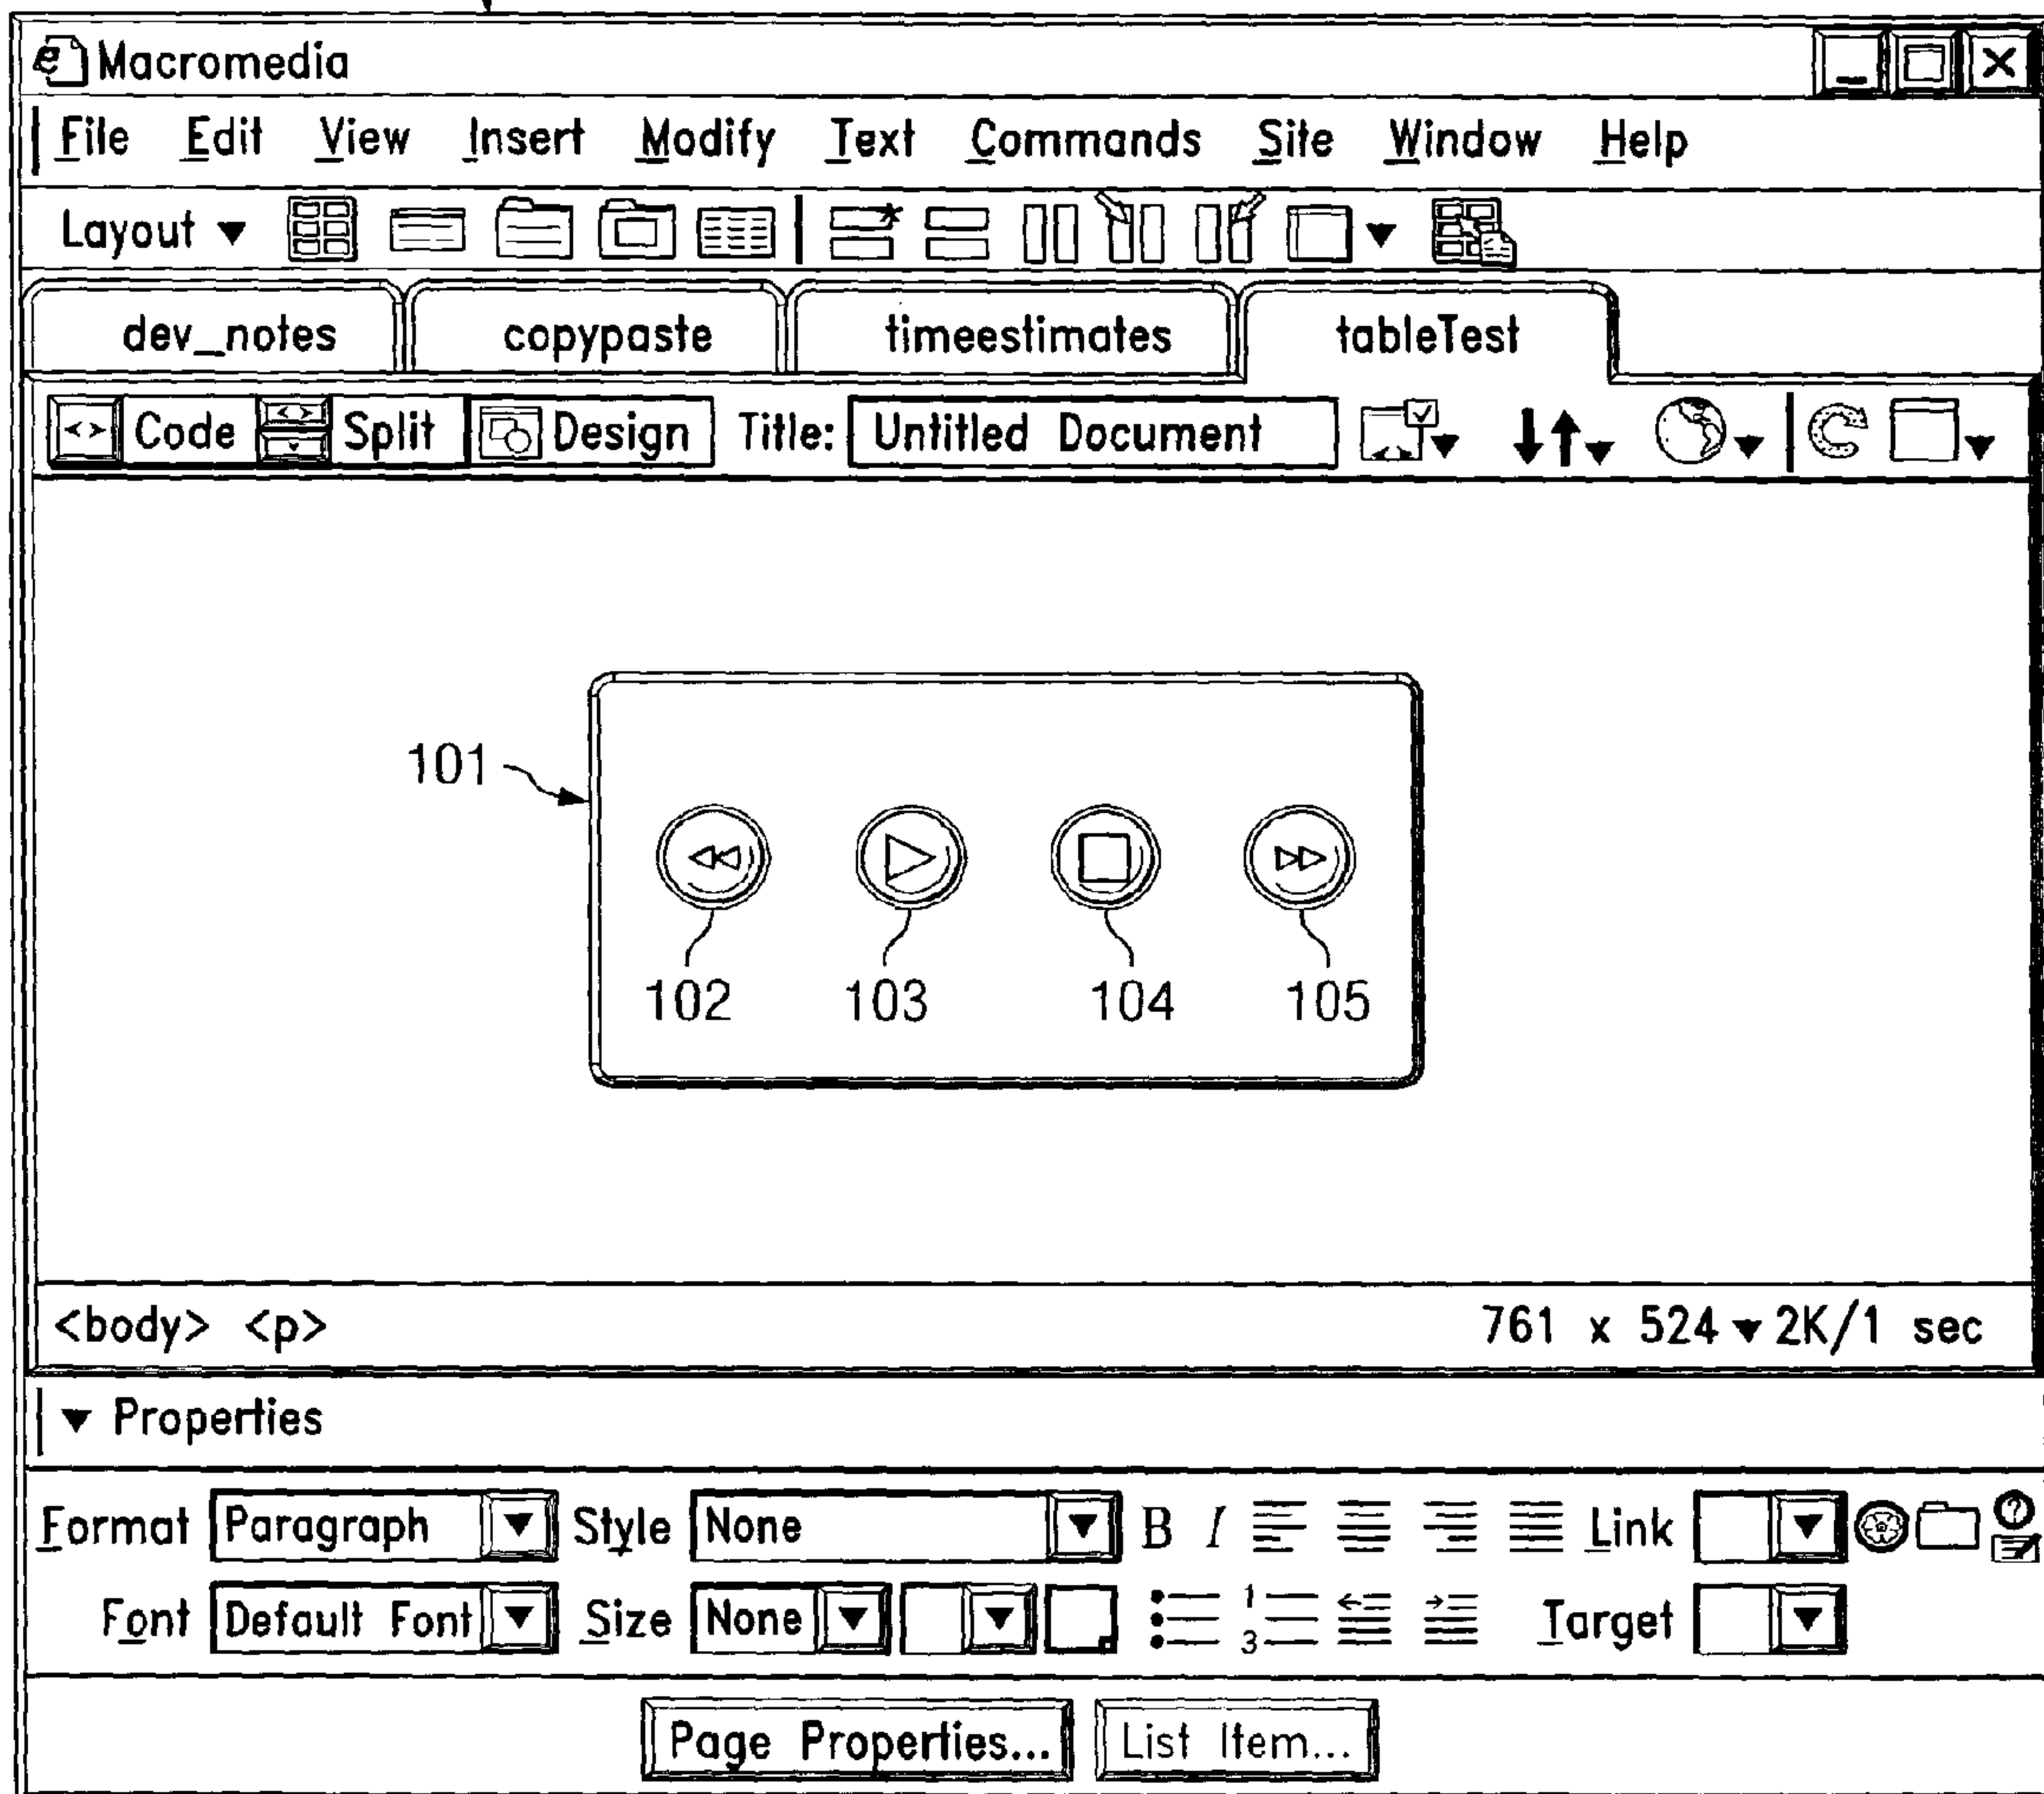 Macromedia
File Edit View Insert Modify Text Commands Site Window Help
Layout
dev_notes copypaste timeestimates tableTest
Code Split Design Title: Untitled Document
101
102 103 104 105
<body> <p> 761 x 524 2K/1 sec
Properties
Format Paragraph Style None B I Link
Font Default Font Size None 1 3 Target
Page Properties... List Item...